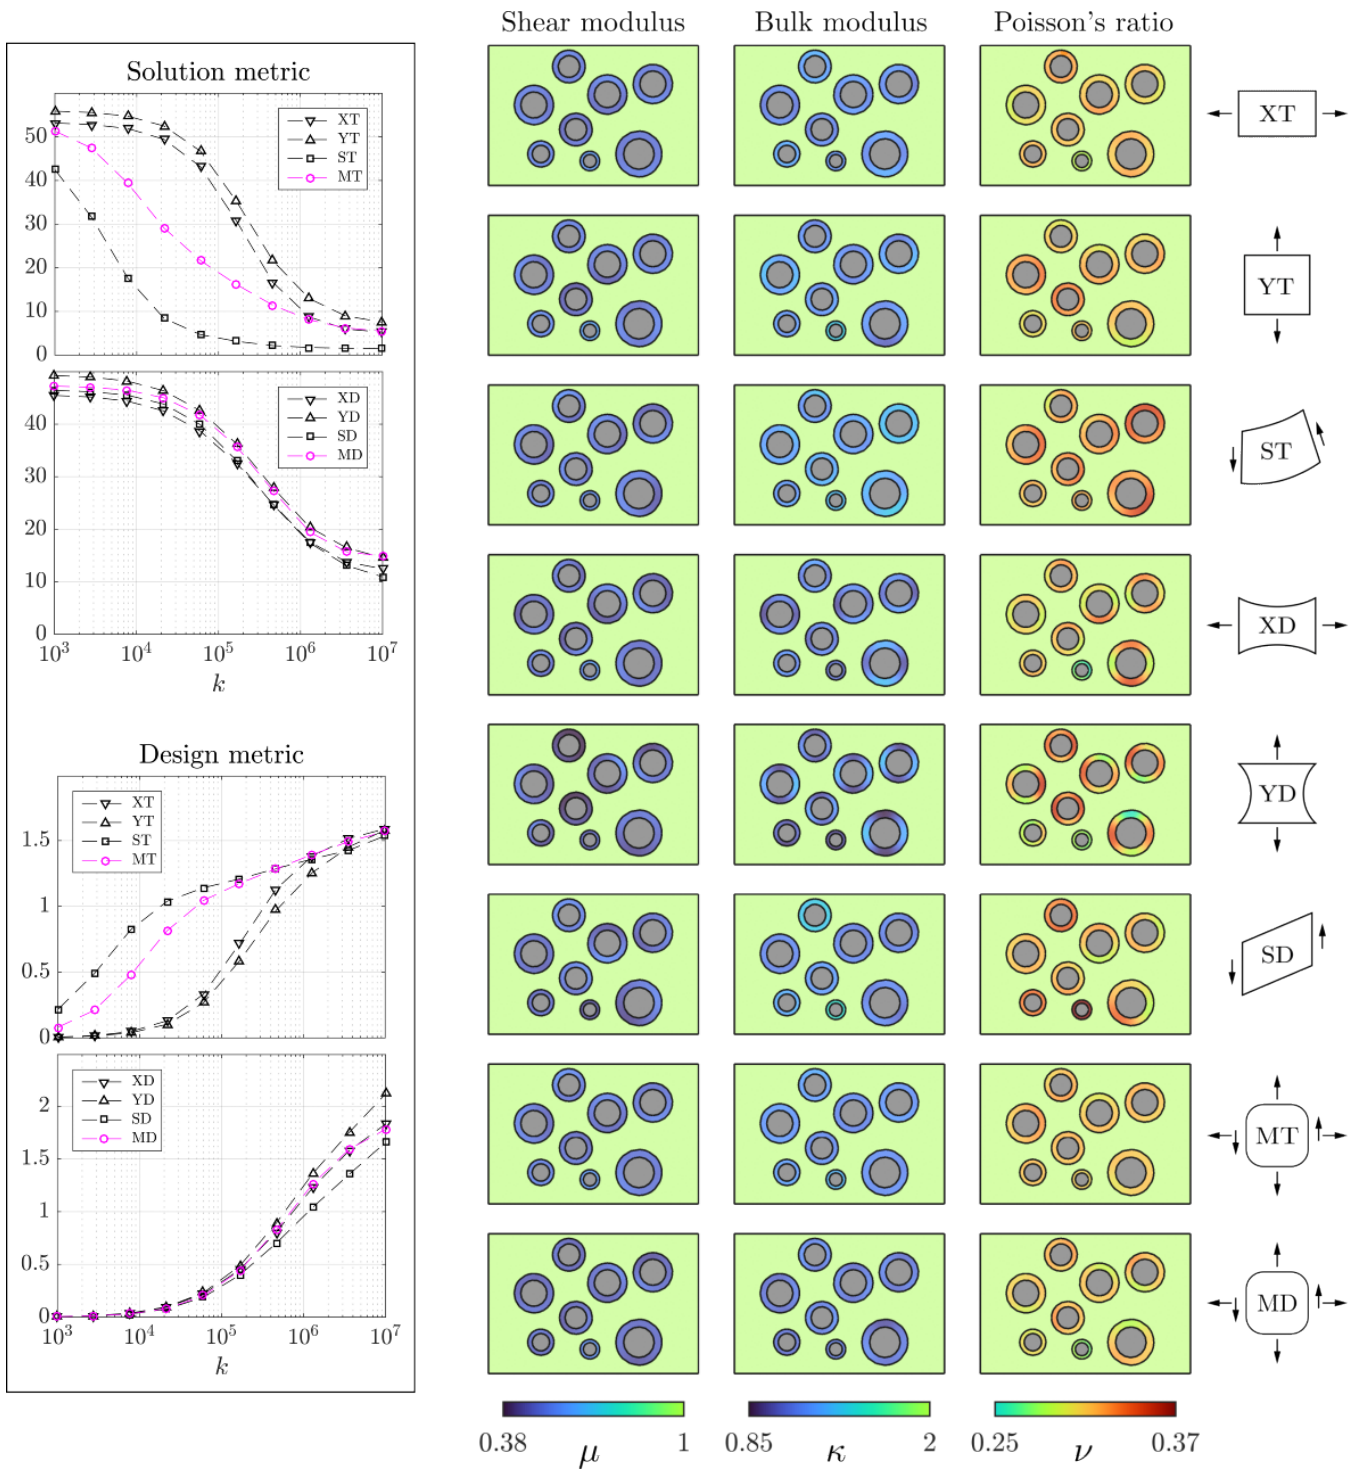 Shear modulus Bulk modulus Poisson's ratio
Solution metric
XT
YT
ST
MT
50
40
30
20
10
0
XD
YD
SD
MD
40
30
20
10
0
10³ 10⁴ 10⁵ 10⁶ 10⁷
k
Design metric
XT
YT
ST
MT
1.5
1
0.5
0
XD
YD
SD
MD
2
1.5
1
0.5
0
10³ 10⁴ 10⁵ 10⁶ 10⁷
k
XT
YT
ST
XD
YD
SD
MT
MD
0.38 μ 1
0.85 κ 2
0.25 ν 0.37